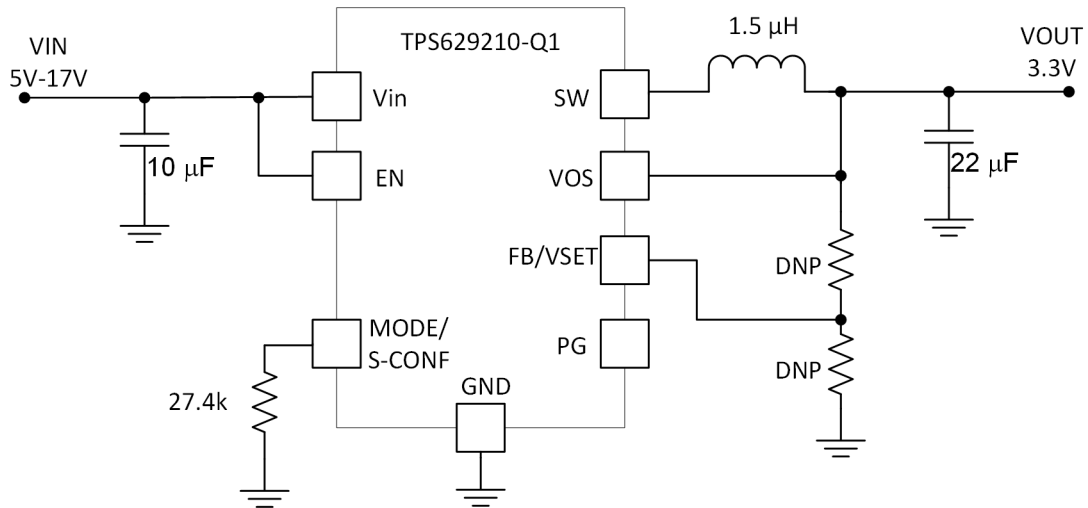 TPS629210-Q1
VIN
5V-17V
1.5 µH
VOUT
3.3V
Vin
SW
10 µF
EN
VOS
22 µF
FB/VSET
DNP
MODE/
S-CONF
PG
DNP
27.4k
GND